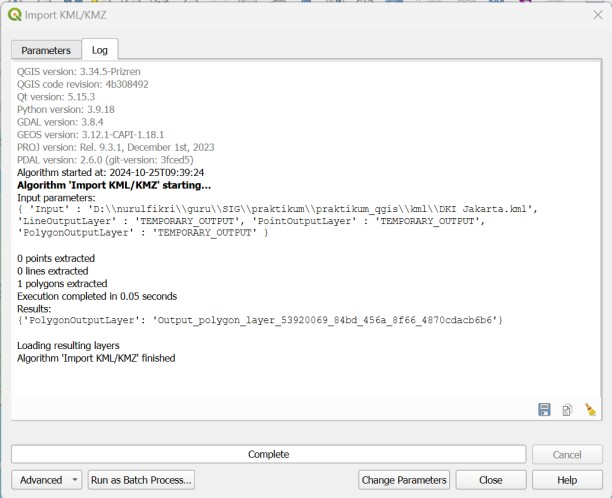 Import KML/KMZ
Parameters
Log
QGIS version: 3.34.5-Prizren
QGIS code revision: 4b308492
Qt version: 5.15.3
Python version: 3.9.18
GDAL version: 3.8.4
GEOS version: 3.12.1-CAPI-1.18.1
PROJ version: Rel. 9.3.1, December 1st, 2023
PDAL version: 2.6.0 (git-version: 3fced5)
Algorithm started at: 2024-10-25T09:39:24
Algorithm 'Import KML/KMZ' starting...
Input parameters:
{ 'Input' : 'D:\\nurulfikri\\guru\\SIG\\praktikum\\praktikum_qgis\\kml\\DKI Jakarta.kml',
'LineOutputLayer' : 'TEMPORARY_OUTPUT', 'PointOutputLayer' : 'TEMPORARY_OUTPUT',
'PolygonOutputLayer' : 'TEMPORARY_OUTPUT' }
0 points extracted
0 lines extracted
1 polygons extracted
Execution completed in 0.05 seconds
Results:
{'PolygonOutputLayer': 'Output_polygon_layer_53920069_84bd_456a_8f66_4870cdacb6b6'}
Loading resulting layers
Algorithm 'Import KML/KMZ' finished
Complete
Cancel
Advanced
Run as Batch Process...
Change Parameters
Close
Help